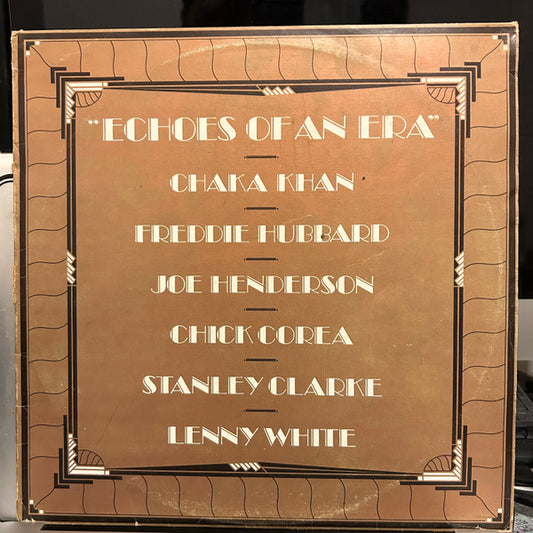 "ECHOES OF AN ERA"
CHAKA KHAN
FREDDIE HUBBARD
JOE HENDERSON
CHICK COREA
STANLEY CLARKE
LENNY WHITE